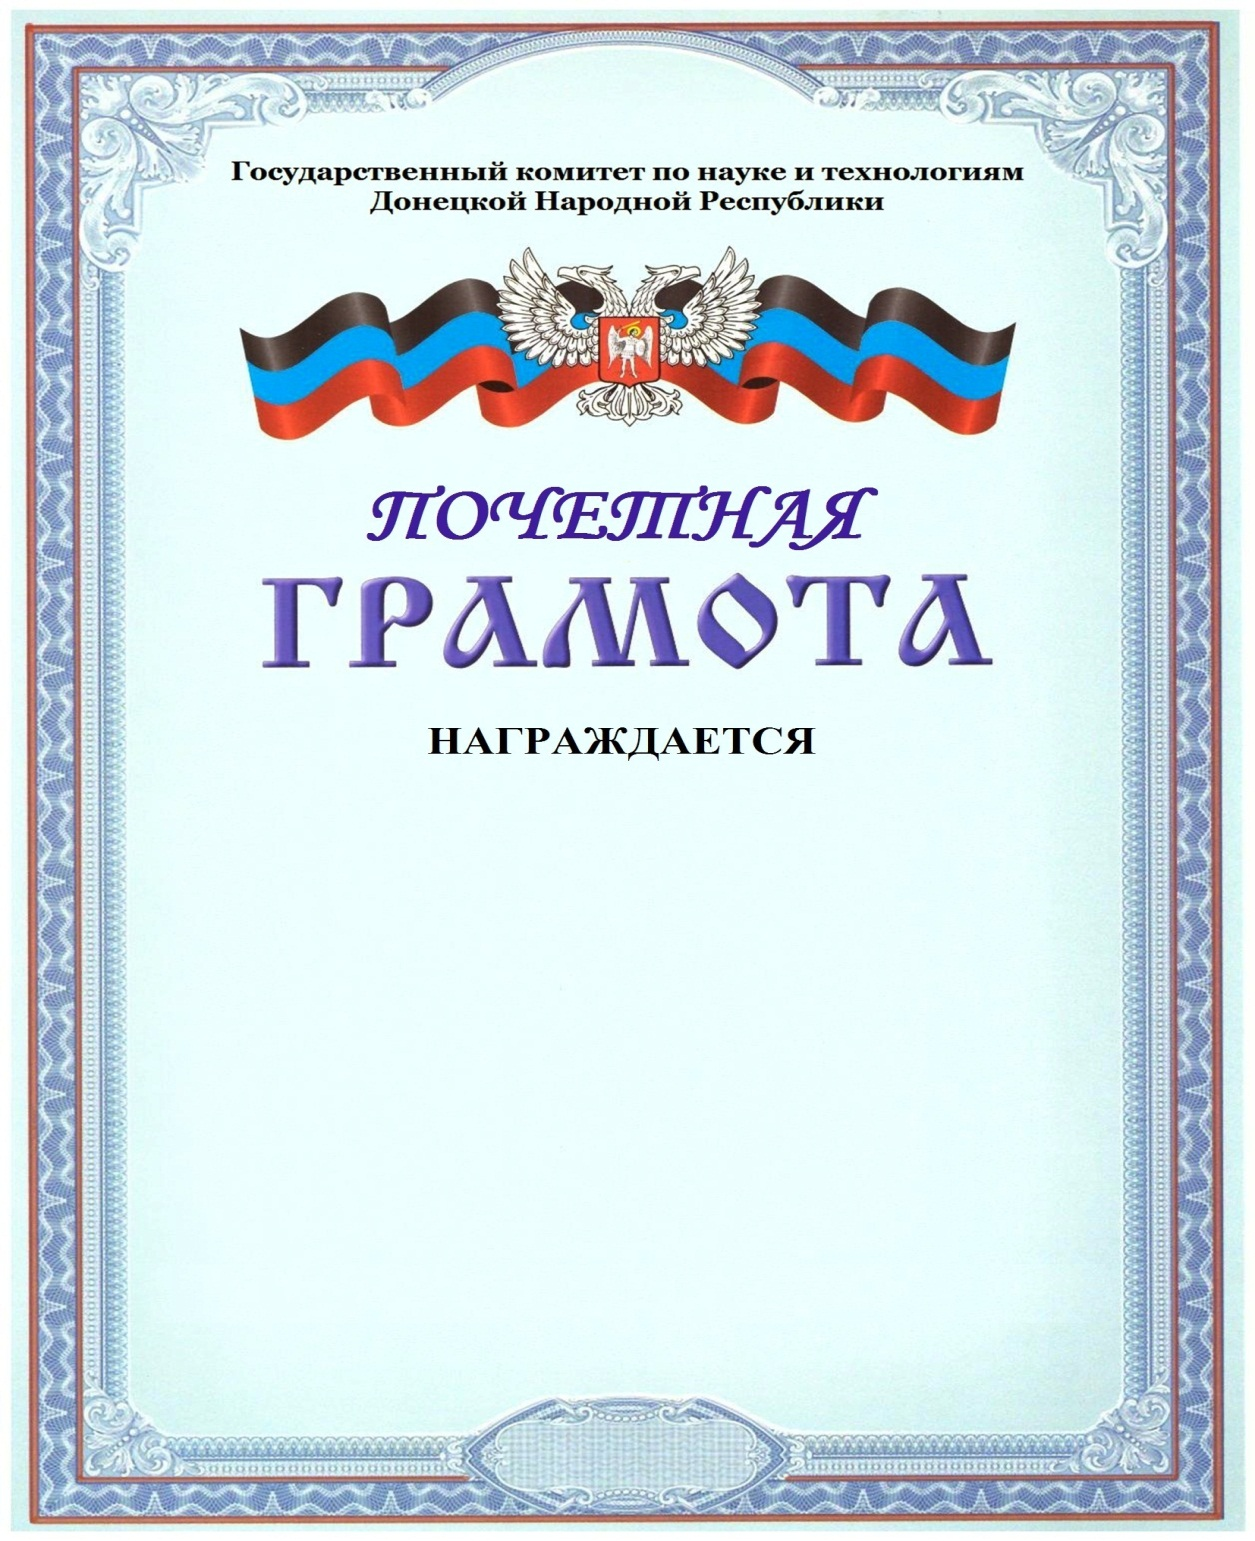 Государственный комитет по науке и технологиям
Донецкой Народной Республики
ПОЧЕТНАЯ
ГРАМОТА
НАГРАЖДАЕТСЯ